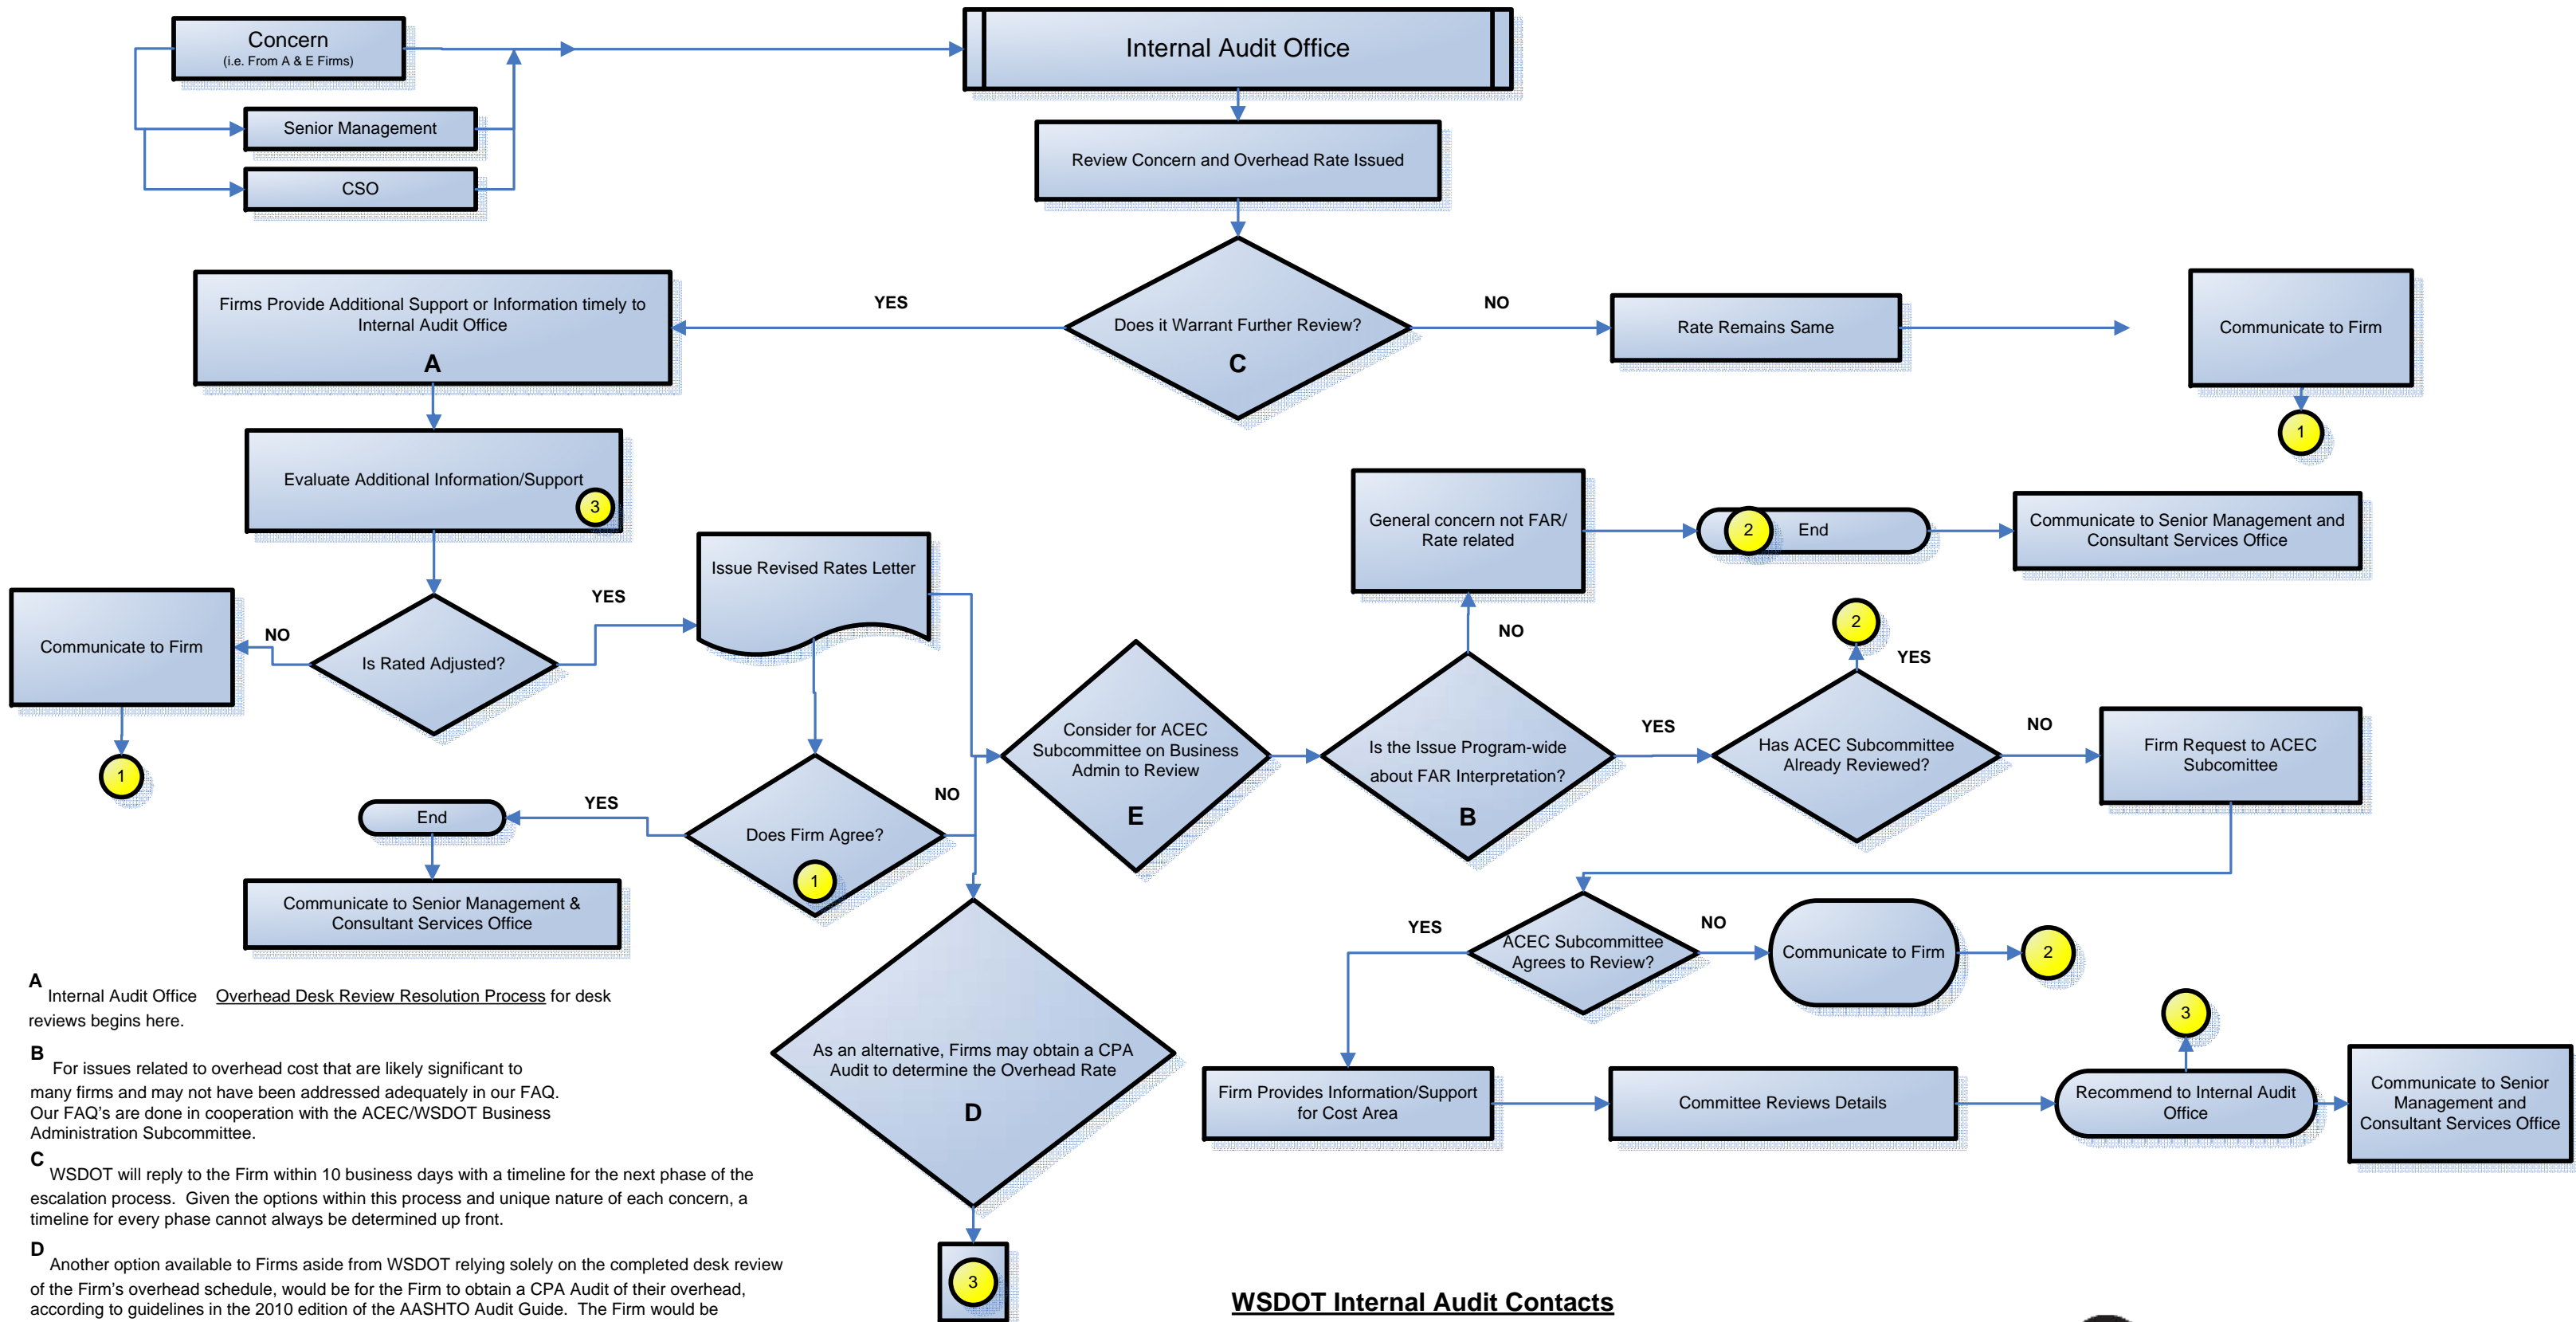 Concern
(i.e. From A & E Firms)
Senior Management
CSO
Internal Audit Office
Review Concern and Overhead Rate Issued
Does it Warrant Further Review?
C
YES
NO
Firms Provide Additional Support or Information timely to
Internal Audit Office
A
Rate Remains Same
Communicate to Firm
1
Evaluate Additional Information/Support
3
Is Rated Adjusted?
NO
YES
Communicate to Firm
1
Issue Revised Rates Letter
Does Firm Agree?
1
YES
NO
End
Communicate to Senior Management &
Consultant Services Office
Consider for ACEC
Subcommittee on Business
Admin to Review
E
Is the Issue Program-wide
about FAR Interpretation?
B
NO
YES
General concern not FAR/
Rate related
2
End
Communicate to Senior Management and
Consultant Services Office
Has ACEC Subcommittee
Already Reviewed?
2
YES
NO
Firm Request to ACEC
Subcomittee
ACEC Subcommittee
Agrees to Review?
YES
NO
Communicate to Firm
2
Firm Provides Information/Support
for Cost Area
Committee Reviews Details
Recommend to Internal Audit
Office
3
Communicate to Senior
Management and
Consultant Services Office
As an alternative, Firms may obtain a CPA
Audit to determine the Overhead Rate
D
3
A
Internal Audit Office Overhead Desk Review Resolution Process for desk
reviews begins here.
B
For issues related to overhead cost that are likely significant to
many firms and may not have been addressed adequately in our FAQ.
Our FAQ's are done in cooperation with the ACEC/WSDOT Business
Administration Subcommittee.
C
WSDOT will reply to the Firm within 10 business days with a timeline for the next phase of the
escalation process. Given the options within this process and unique nature of each concern, a
timeline for every phase cannot always be determined up front.
D
Another option available to Firms aside from WSDOT relying solely on the completed desk review
of the Firm's overhead schedule, would be for the Firm to obtain a CPA Audit of their overhead,
according to guidelines in the 2010 edition of the AASHTO Audit Guide. The Firm would be
WSDOT Internal Audit Contacts